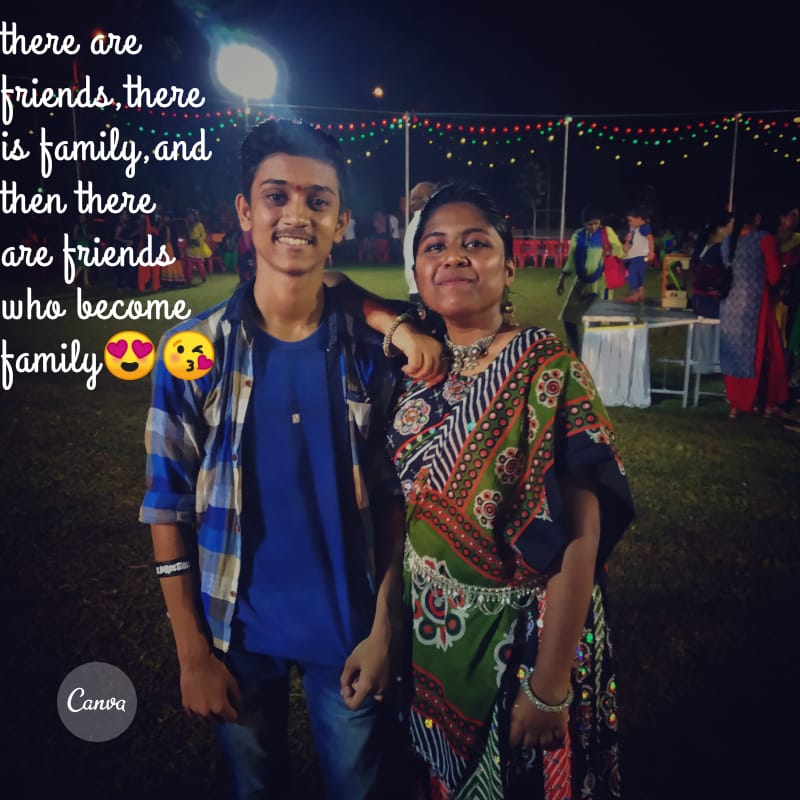 there are
friends,there
is family,and
then there
are friends
who become
family😍😘
Canva